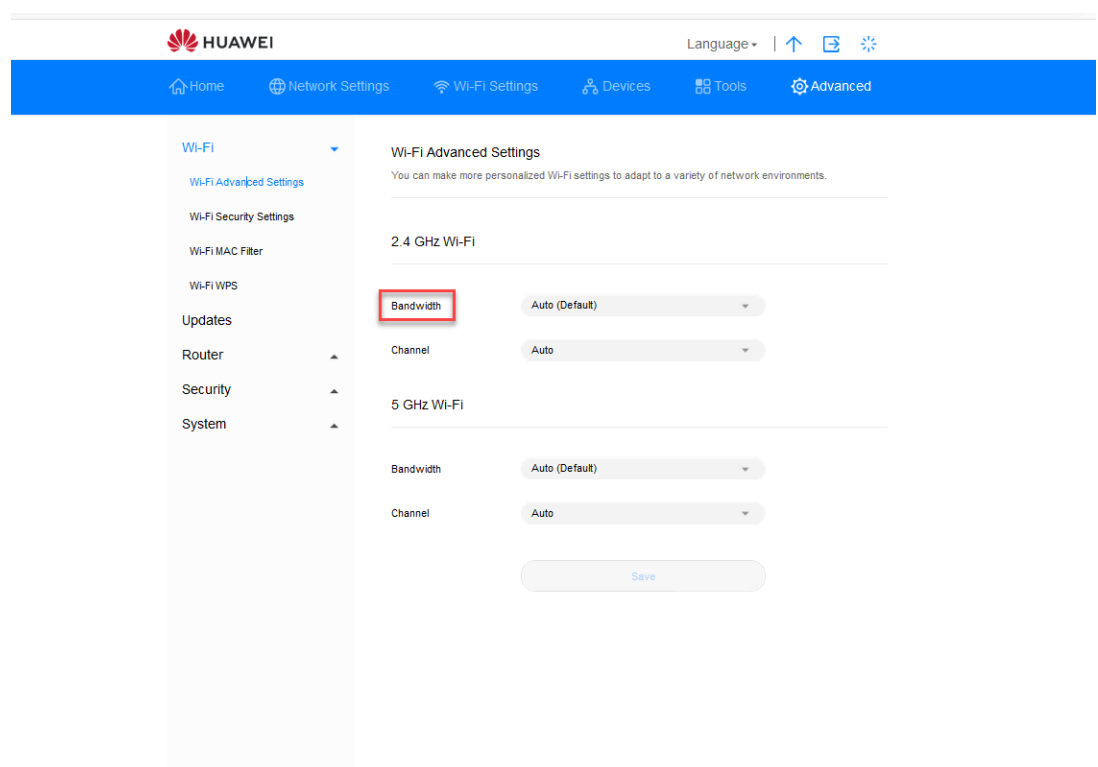 HUAWEI
Language
Home Network Settings Wi-Fi Settings Devices Tools Advanced
Wi-Fi
Wi-Fi Advanced Settings
Wi-Fi Security Settings
Wi-Fi MAC Filter
Wi-Fi WPS
Updates
Router
Security
System
Wi-Fi Advanced Settings
You can make more personalized Wi-Fi settings to adapt to a variety of network environments.
2.4 GHz Wi-Fi
Bandwidth Auto (Default)
Channel Auto
5 GHz Wi-Fi
Bandwidth Auto (Default)
Channel Auto
Save